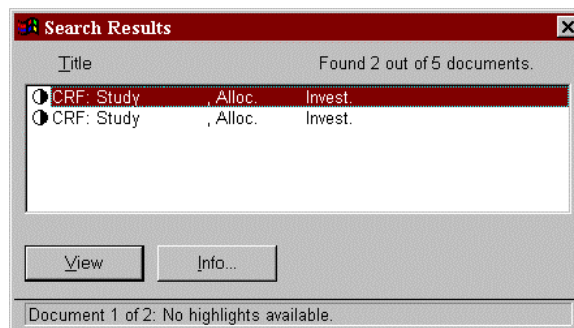 Search Results
Title Found 2 out of 5 documents.
CRF: Study , Alloc. Invest.
CRF: Study , Alloc. Invest.
View Info...
Document 1 of 2: No highlights available.